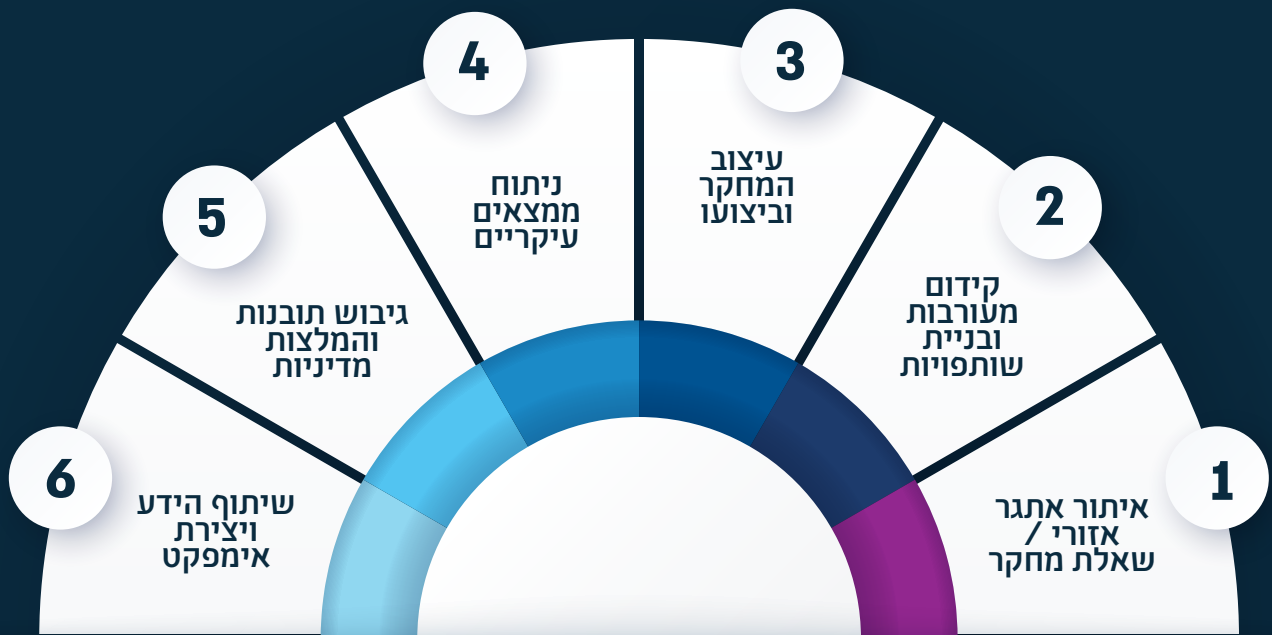 1
איתור אתגר
אזורי /
שאלת מחקר
2
קידום
מעורבות
ובניית
שותפויות
3
עיצוב
המחקר
וביצועו
4
ניתוח
ממצאים
עיקריים
5
גיבוש תובנות
והמלצות
מדיניות
6
שיתוף הידע
ויצירת
אימפקט